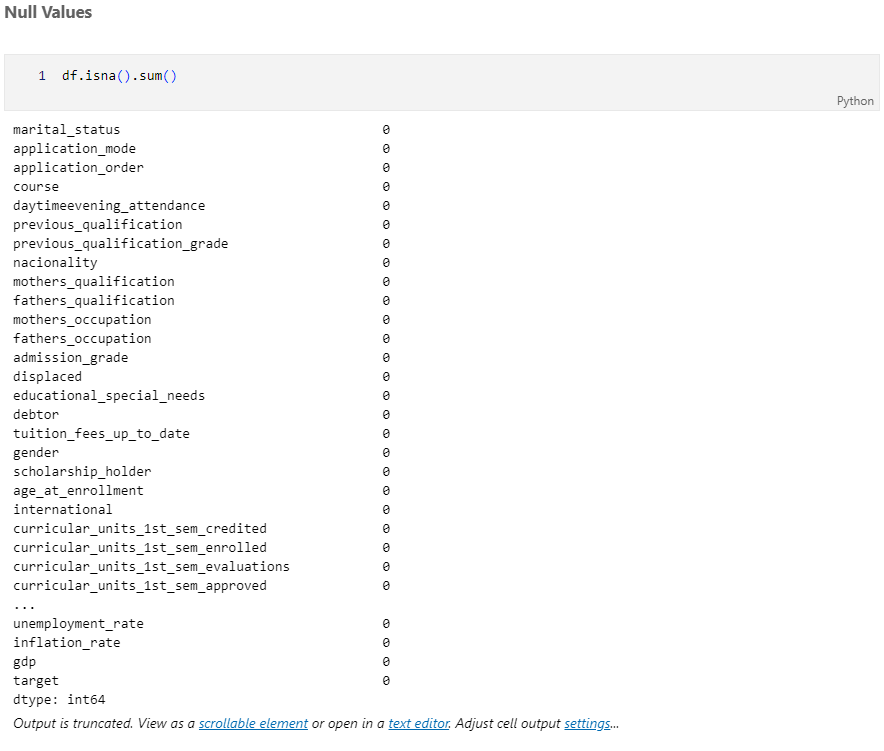 Null Values
1 df.isna().sum()
Python
marital_status 0
application_mode 0
application_order 0
course 0
daytimeevening_attendance 0
previous_qualification 0
previous_qualification_grade 0
nacionality 0
mothers_qualification 0
fathers_qualification 0
mothers_occupation 0
fathers_occupation 0
admission_grade 0
displaced 0
educational_special_needs 0
debtor 0
tuition_fees_up_to_date 0
gender 0
scholarship_holder 0
age_at_enrollment 0
international 0
curricular_units_1st_sem_credited 0
curricular_units_1st_sem_enrolled 0
curricular_units_1st_sem_evaluations 0
curricular_units_1st_sem_approved 0
...
unemployment_rate 0
inflation_rate 0
gdp 0
target 0
dtype: int64
Output is truncated. View as a scrollable element or open in a text editor. Adjust cell output settings...